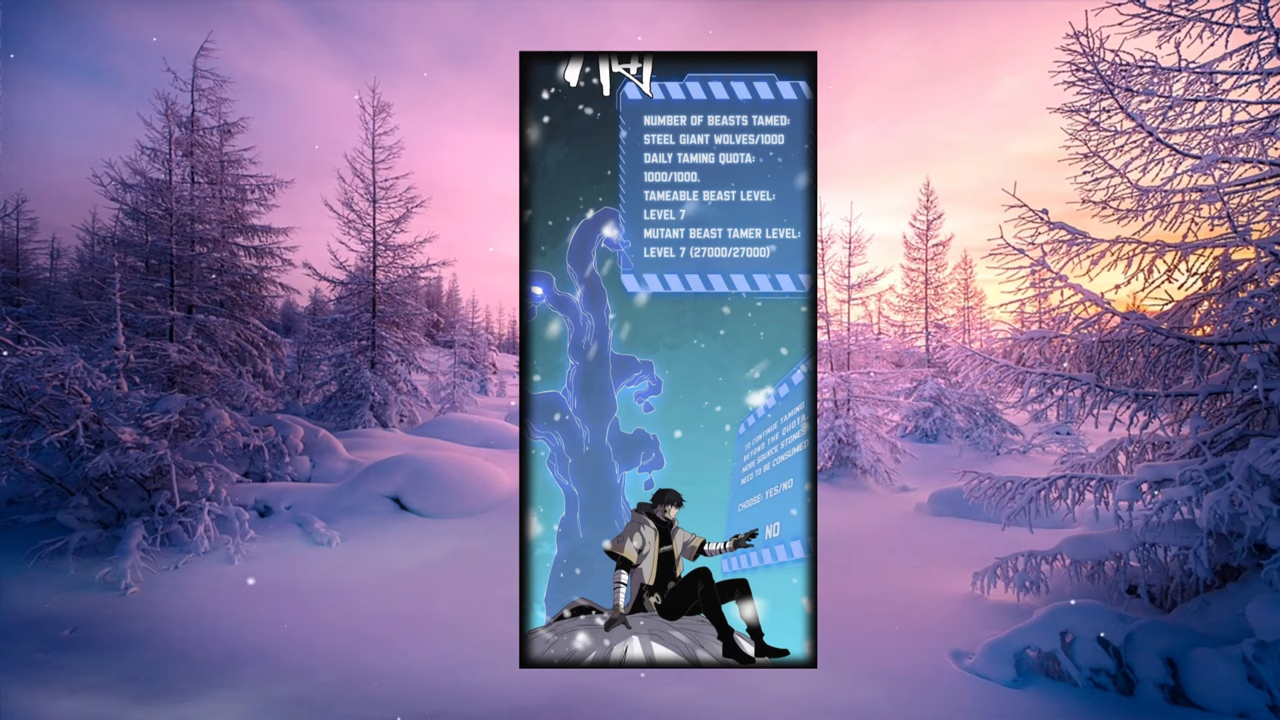 NUMBER OF BEASTS TAMED:
STEEL GIANT WOLVES/1000
DAILY TAMING QUOTA:
1000/1000.
TAMEABLE BEAST LEVEL:
LEVEL 7
MUTANT BEAST TAMER LEVEL:
LEVEL 7 (27000/27000)
TO CONTINUE TAMING
BEYOND THE QUOTA,
MORE SOURCE STONES
NEED TO BE CONSUMED
CHOOSE: YES/NO
NO